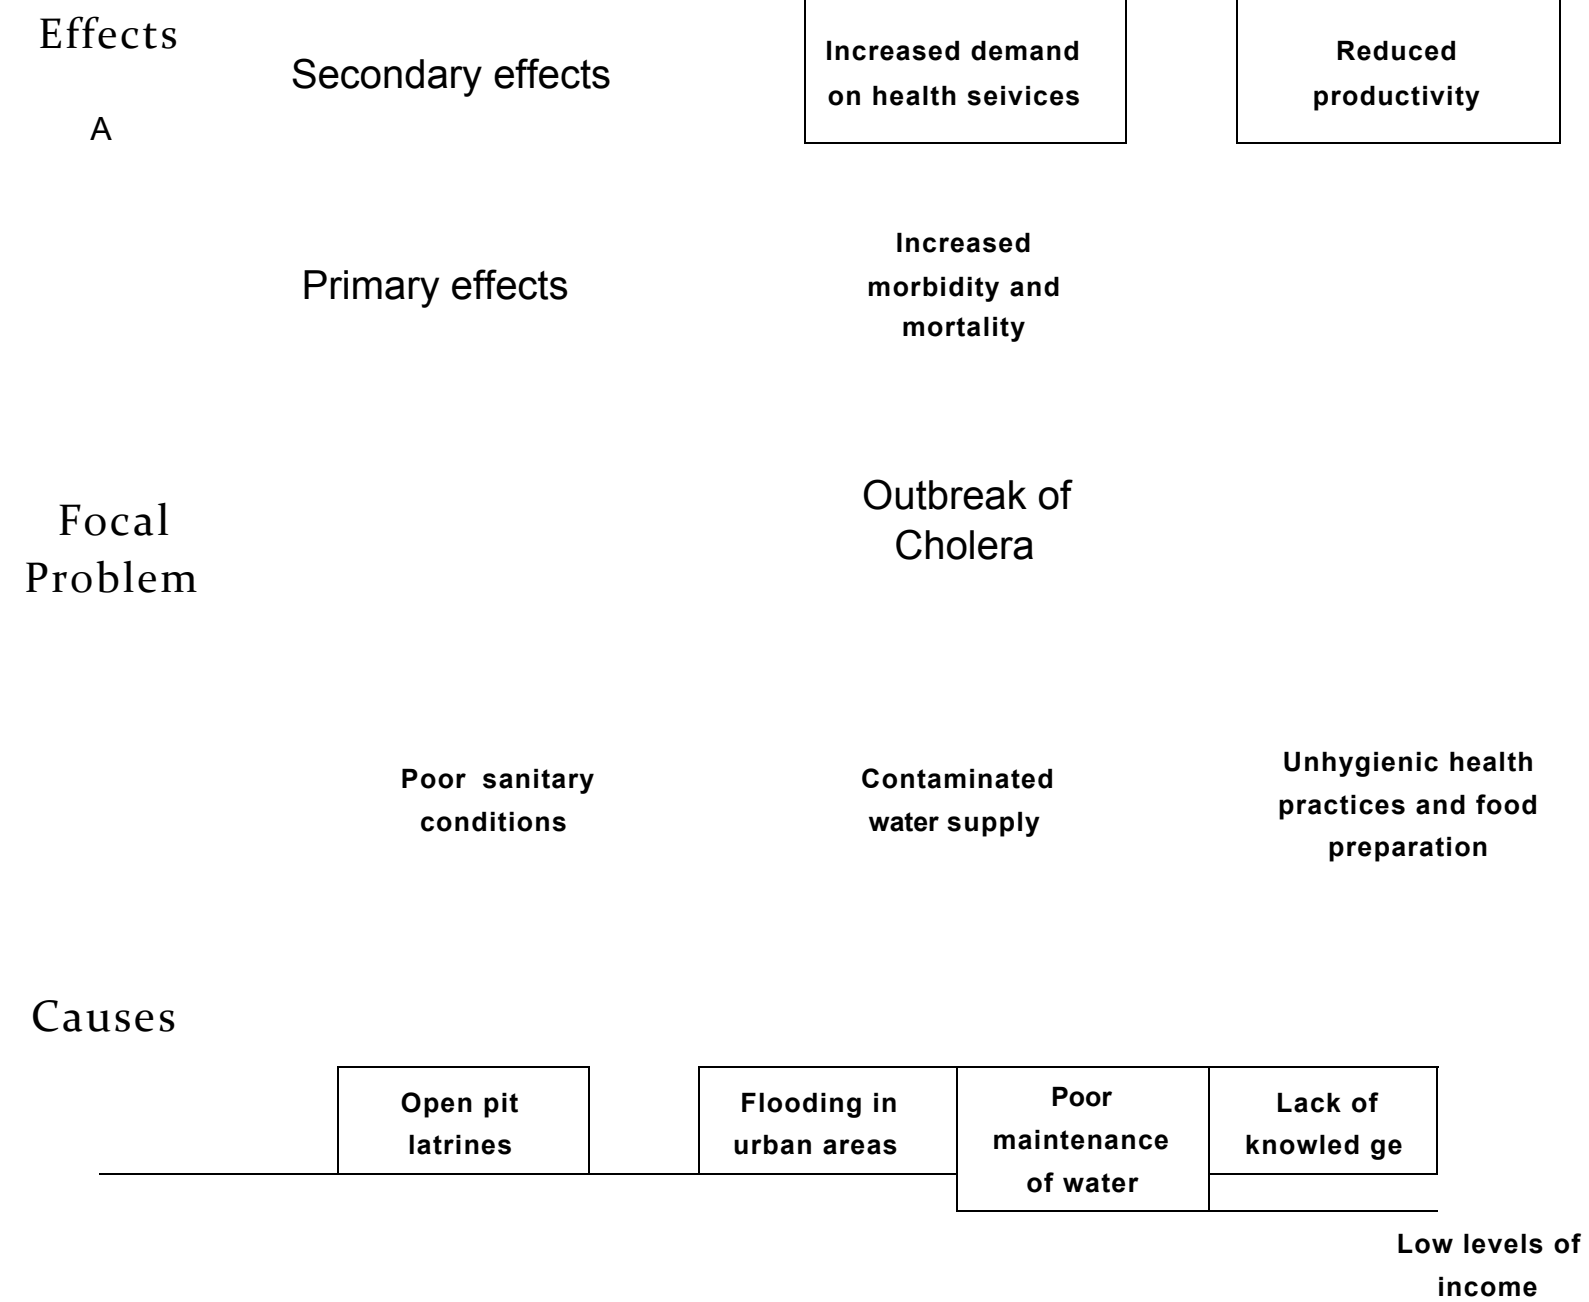 Effects
Secondary effects
Increased demand
on health seivices
Reduced
productivity
A
Primary effects
Increased
morbidity and
mortality
Focal
Problem
Outbreak of
Cholera
Poor sanitary
conditions
Contaminated
water supply
Unhygienic health
practices and food
preparation
Causes
Open pit
latrines
Flooding in
urban areas
Poor
maintenance
of water
Lack of
knowled ge
Low levels of
income